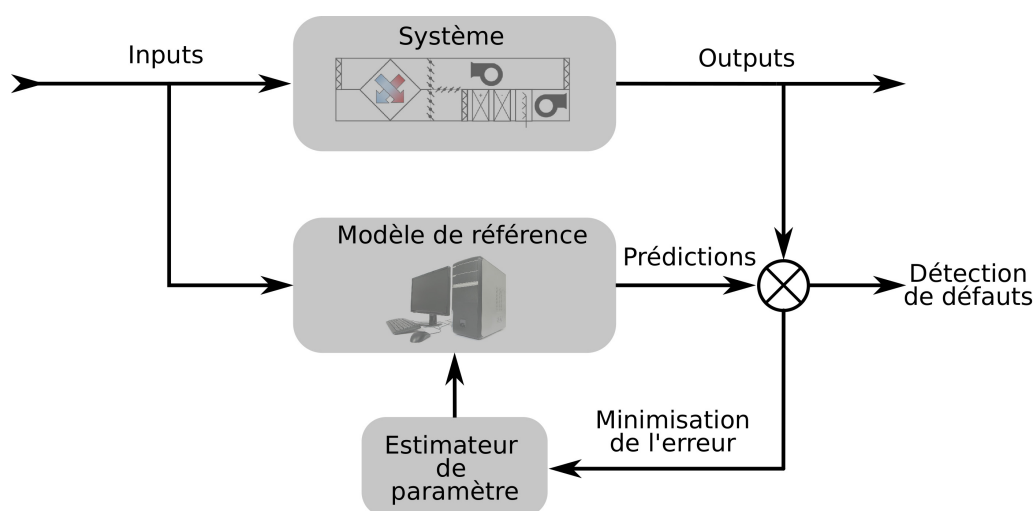 Inputs
Système
Outputs
Modèle de référence
Prédictions
Détection
de défauts
Minimisation
de l'erreur
Estimateur
de
paramètre